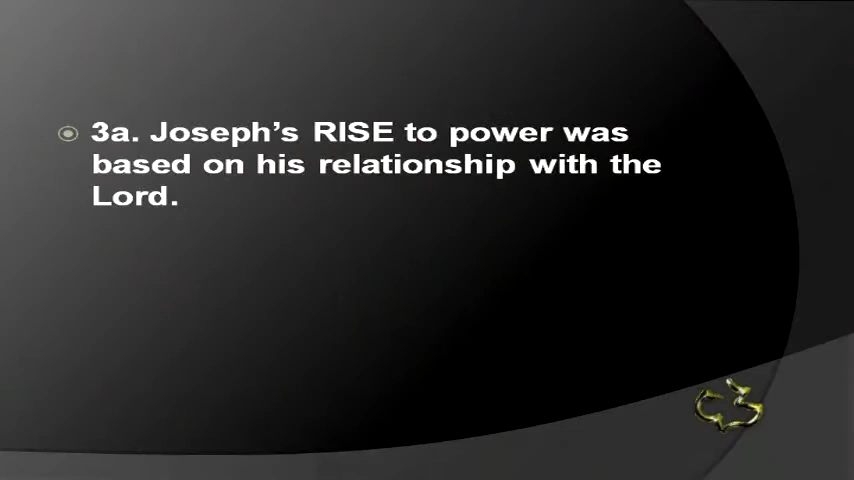 3a. Joseph's RISE to power was
based on his relationship with the
Lord.